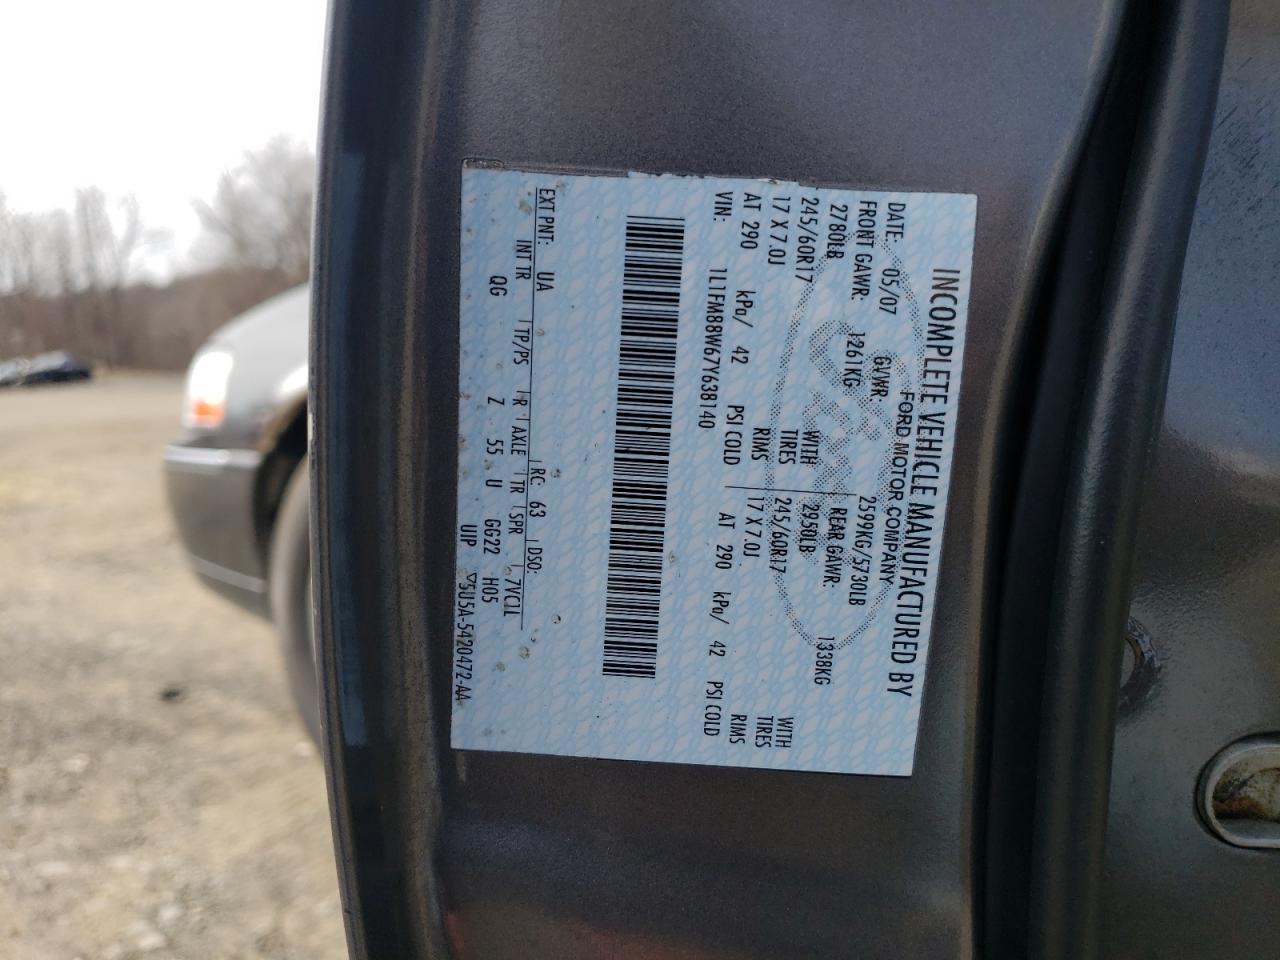 INCOMPLETE VEHICLE MANUFACTURED BY
FORD MOTOR COMPANY
DATE: 05/07 GVWR: 2599KG/5730LB
FRONT GAWR: 1261KG REAR GAWR: 1338KG
2780LB WITH 2950LB WITH
245/60R17 TIRES 245/60R17 TIRES
17 X 7.0J RIMS 17 X 7.0J RIMS
AT 290 kPa/ 42 PSI COLD AT 290 kPa/ 42 PSI COLD
VIN: 1L1FM88W67Y638140
EXT PNT: UA RC: 63 DSO:
INT TR TP/PS R AXLE TR SPR 7VC1L
QG Z 55 U GG22 H05
UIP 5U5A-5420472-AA